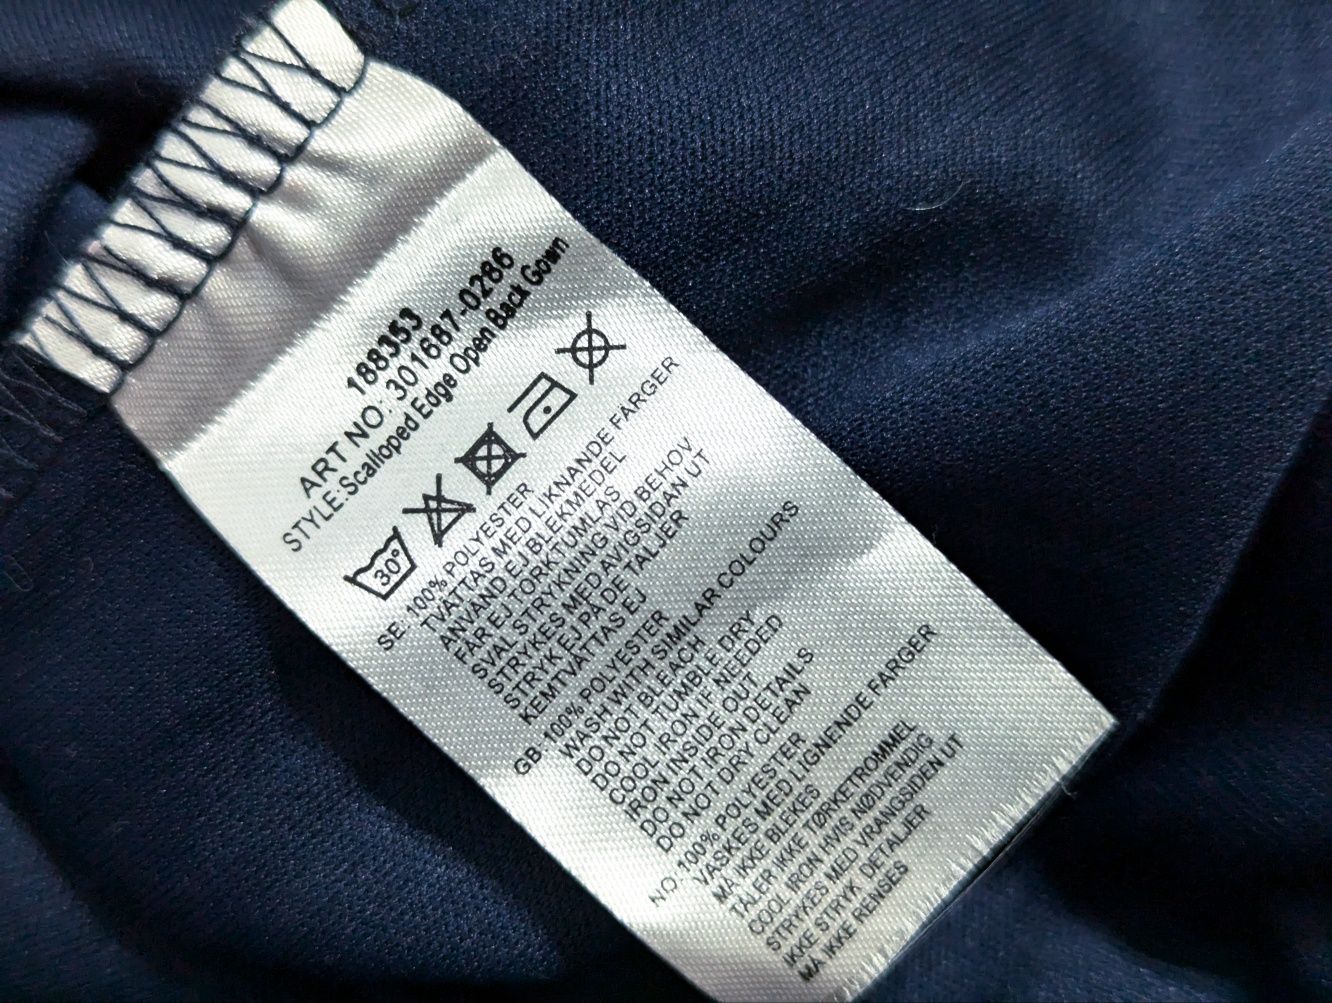 188353
ART NO: 301687-0286
STYLE:Scalloped Edge Open Back Gown
30°
SE: 100% POLYESTER
TVÄTTAS MED LIKNANDE FÄRGER
ANVÄND EJ BLEKMEDEL
FÅR EJ TORKTUMLAS
SVAL STRYKNING VID BEHOV
STRYKES MED AVIGSIDAN UT
STRYK EJ PÅ DETALJER
KEMTVÄTTAS EJ
GB: 100% POLYESTER
WASH WITH SIMILAR COLOURS
DO NOT BLEACH
DO NOT TUMBLE DRY
COOL IRON IF NEEDED
IRON INSIDE OUT
DO NOT IRON DETAILS
DO NOT DRY CLEAN
NO: 100% POLYESTER
VASKES MED LIGNENDE FARGER
MÅ IKKE BLEKES
TÅLER IKKE TØRKETROMMEL
COOL IRON HVIS NØDVENDIG
STRYKES MED VRANGSIDEN UT
IKKE STRYK DETALJER
MÅ IKKE RENSES